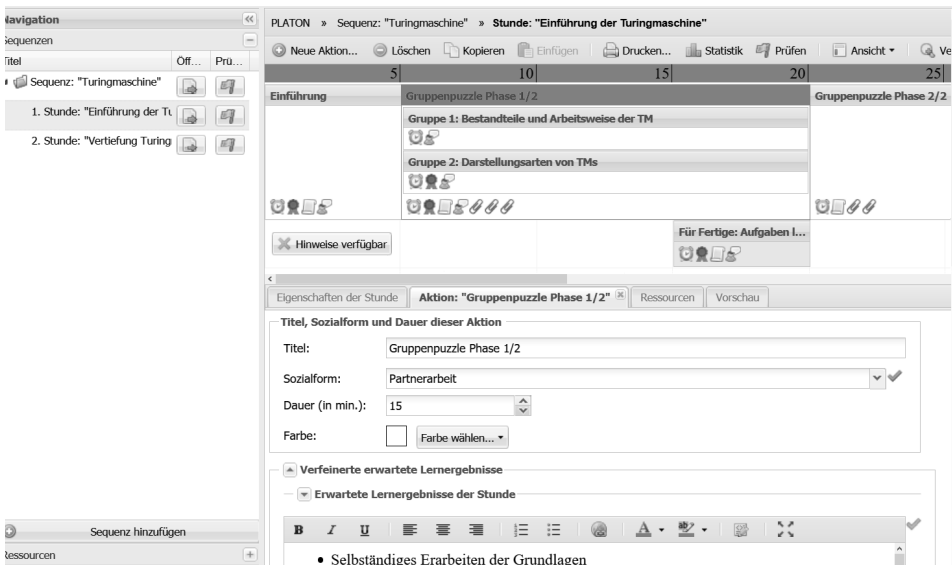 Navigation
Sequenzen
Titel Öff... Prü...
Sequenz: "Turingmaschine"
1. Stunde: "Einführung der Tu
2. Stunde: "Vertiefung Turing
Sequenz hinzufügen
Ressourcen
PLATON » Sequenz: "Turingmaschine" » Stunde: "Einführung der Turingmaschine"
Neue Aktion... Löschen Kopieren Einfügen Drucken... Statistik Prüfen Ansicht Ve
5 10 15 20 25
Einführung Gruppenpuzzle Phase 1/2 Gruppenpuzzle Phase 2/2
Gruppe 1: Bestandteile und Arbeitsweise der TM
Gruppe 2: Darstellungsarten von TMs
Hinweise verfügbar
Für Fertige: Aufgaben l...
Eigenschaften der Stunde Aktion: "Gruppenpuzzle Phase 1/2" Ressourcen Vorschau
Titel, Sozialform und Dauer dieser Aktion
Titel: Gruppenpuzzle Phase 1/2
Sozialform: Partnerarbeit
Dauer (in min.): 15
Farbe: Farbe wählen...
Verfeinerte erwartete Lernergebnisse
Erwartete Lernergebnisse der Stunde
B I U A ab
• Selbständiges Erarbeiten der Grundlagen